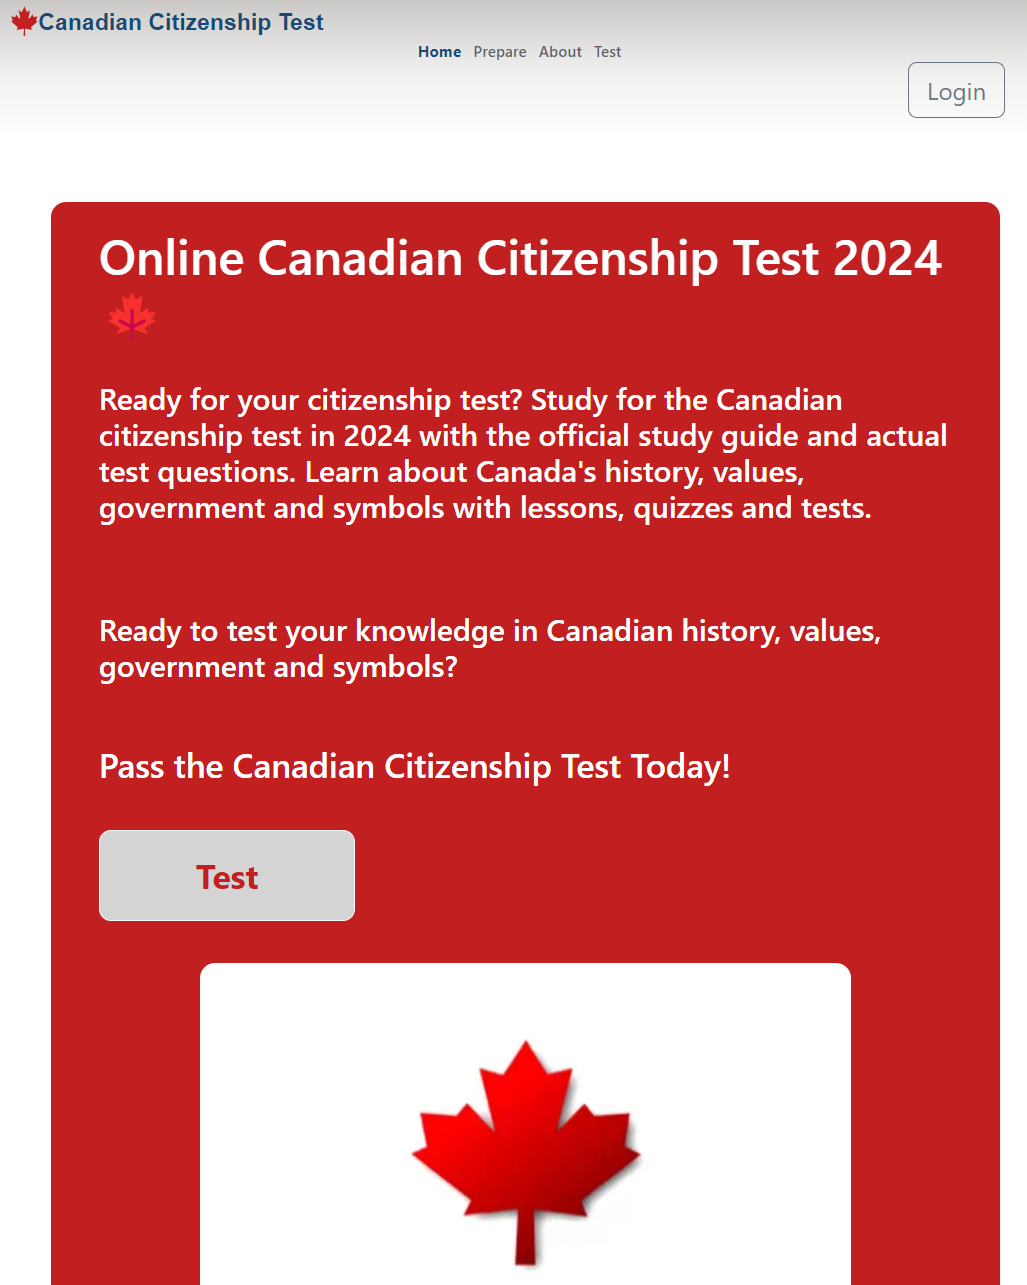 Canadian Citizenship Test
Home Prepare About Test
Login
Online Canadian Citizenship Test 2024
Ready for your citizenship test? Study for the Canadian
citizenship test in 2024 with the official study guide and actual
test questions. Learn about Canada's history, values,
government and symbols with lessons, quizzes and tests.
Ready to test your knowledge in Canadian history, values,
government and symbols?
Pass the Canadian Citizenship Test Today!
Test